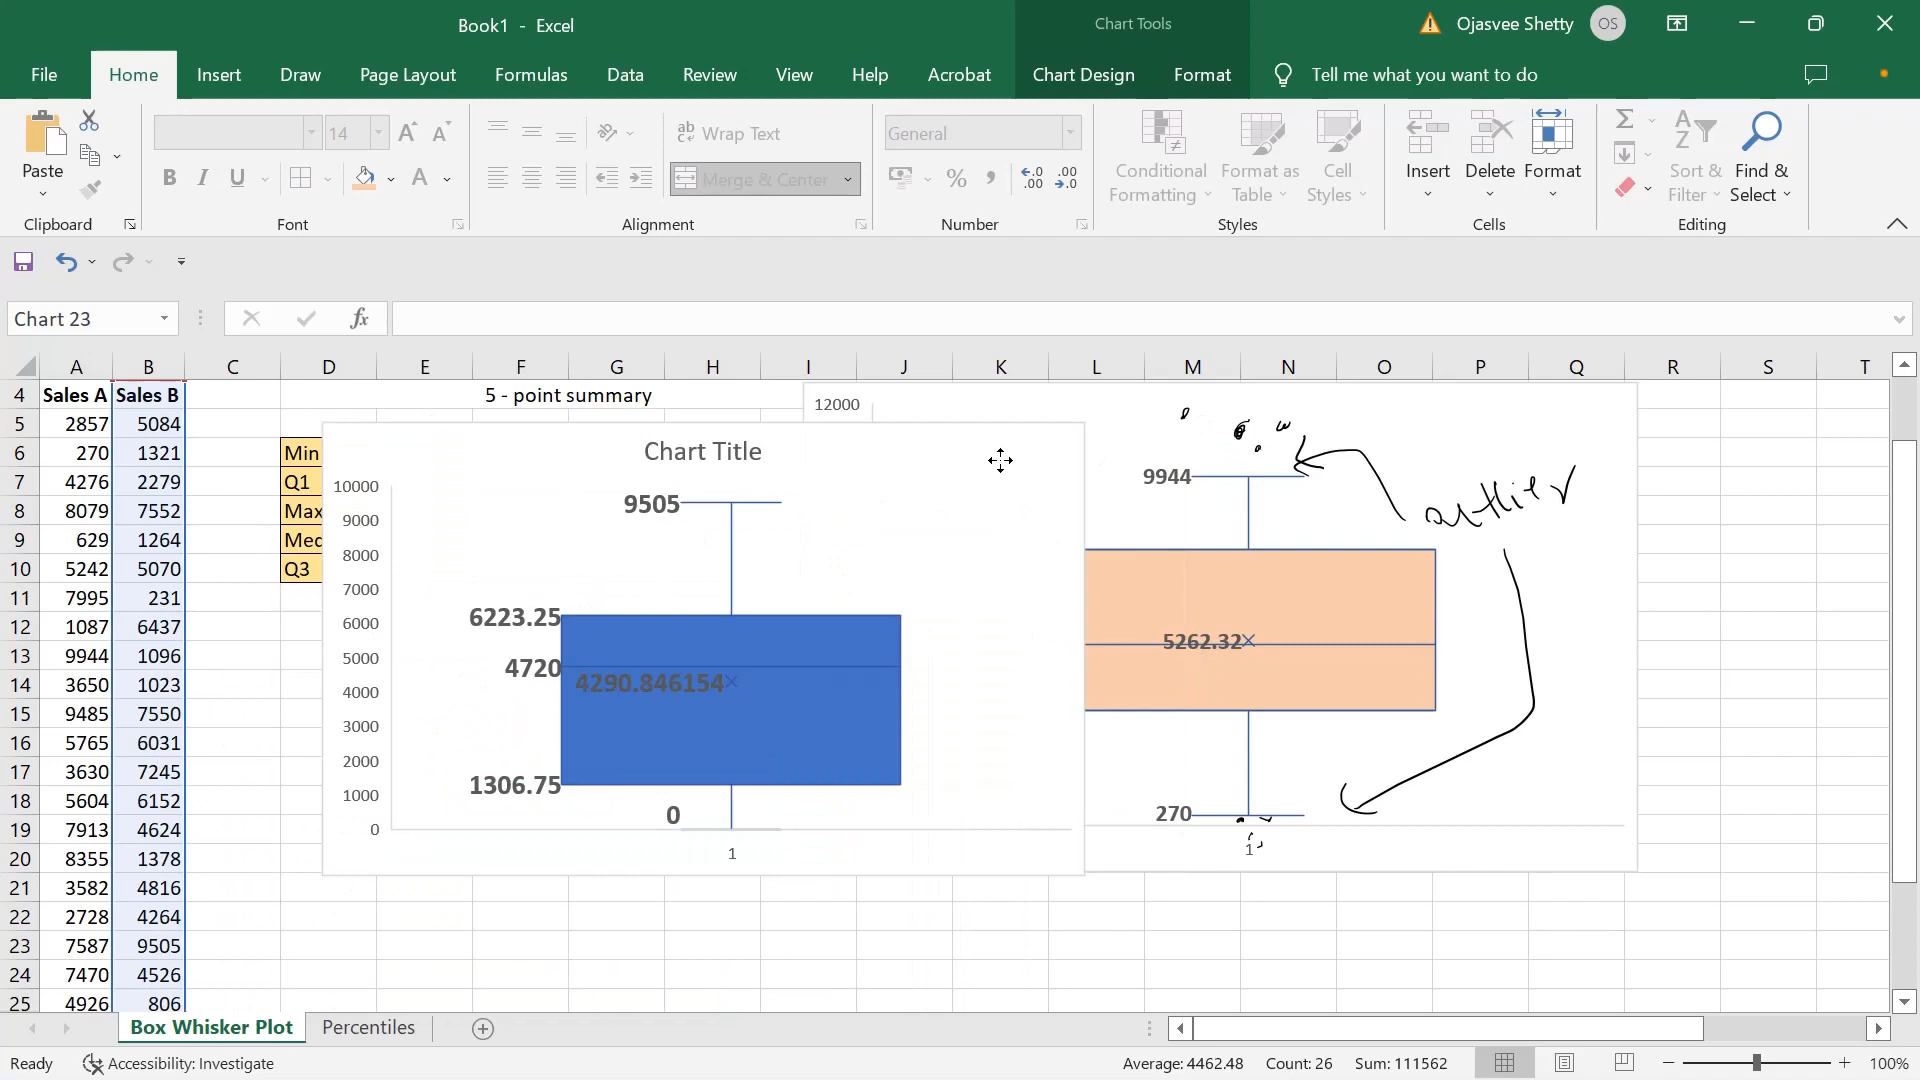 Book1 - Excel
Chart Tools
Ojasvee Shetty
OS
File
Home
Insert
Draw
Page Layout
Formulas
Data
Review
View
Help
Acrobat
Chart Design
Format
Tell me what you want to do
Paste
14
Wrap Text
General
Merge & Center
Conditional Formatting
Format as Table
Cell Styles
Insert
Delete
Format
Sort & Filter
Find & Select
Clipboard
Font
Alignment
Number
Styles
Cells
Editing
Chart 23
fx
A B C D E F G H I J K L M N O P Q R S T
4 Sales A Sales B 5 - point summary
5 2857 5084
6 270 1321 Min
7 4276 2279 Q1
8 8079 7552 Max
9 629 1264 Med
10 5242 5070 Q3
11 7995 231
12 1087 6437
13 9944 1096
14 3650 1023
15 9485 7550
16 5765 6031
17 3630 7245
18 5604 6152
19 7913 4624
20 8355 1378
21 3582 4816
22 2728 4264
23 7587 9505
24 7470 4526
25 4926 806
Chart Title
10000
9000
8000
7000
6000
5000
4000
3000
2000
1000
0
9505
6223.25
4720
4290.846154
1306.75
0
1
12000
9944
5262.32
270
1
outlier
Box Whisker Plot
Percentiles
Ready
Accessibility: Investigate
Average: 4462.48
Count: 26
Sum: 111562
100%